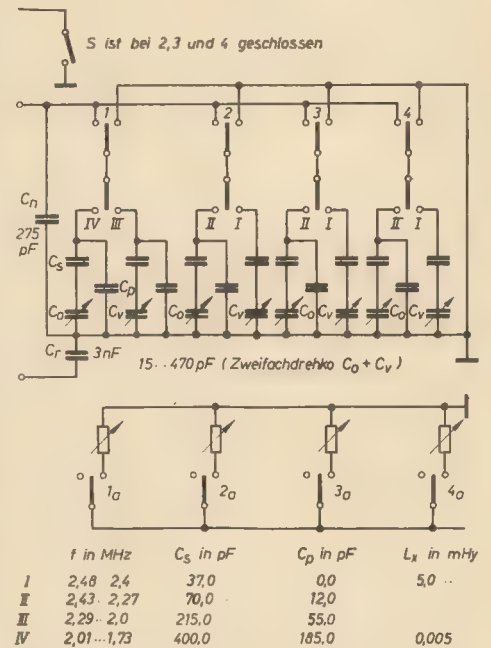 S ist bei 2,3 und 4 geschlossen
1 2 3 4
IV III II I II I II I
Cn
275
pF
Cs
Cp
Co Cv Co Cv Co Cv Co Cv
Cr 3nF
15..470pF (Zweifachdrehko Co + Cv)
1a 2a 3a 4a
f in MHz Cs in pF Cp in pF Lx in mHy
I 2,48 2,4 37,0 0,0 5,0 ..
II 2,43.. 2,27 70,0 12,0
III 2,29.. 2,0 215,0 55,0
IV 2,01...1,73 400,0 185,0 0,005